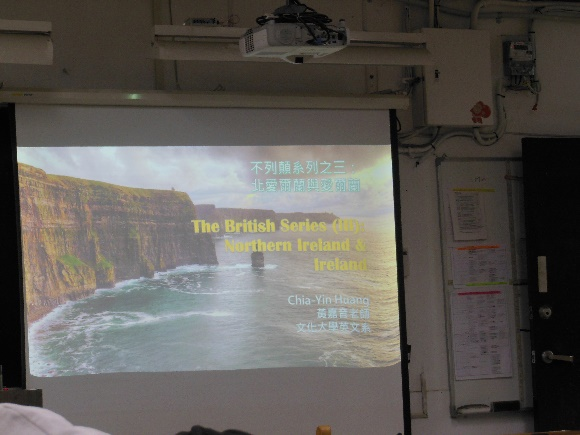 不列顛系列之三：
北愛爾蘭與愛爾蘭
The British Series (III):
Northern Ireland &
Ireland
Chia-Yin Huang
黃嘉音老師
文化大學英文系